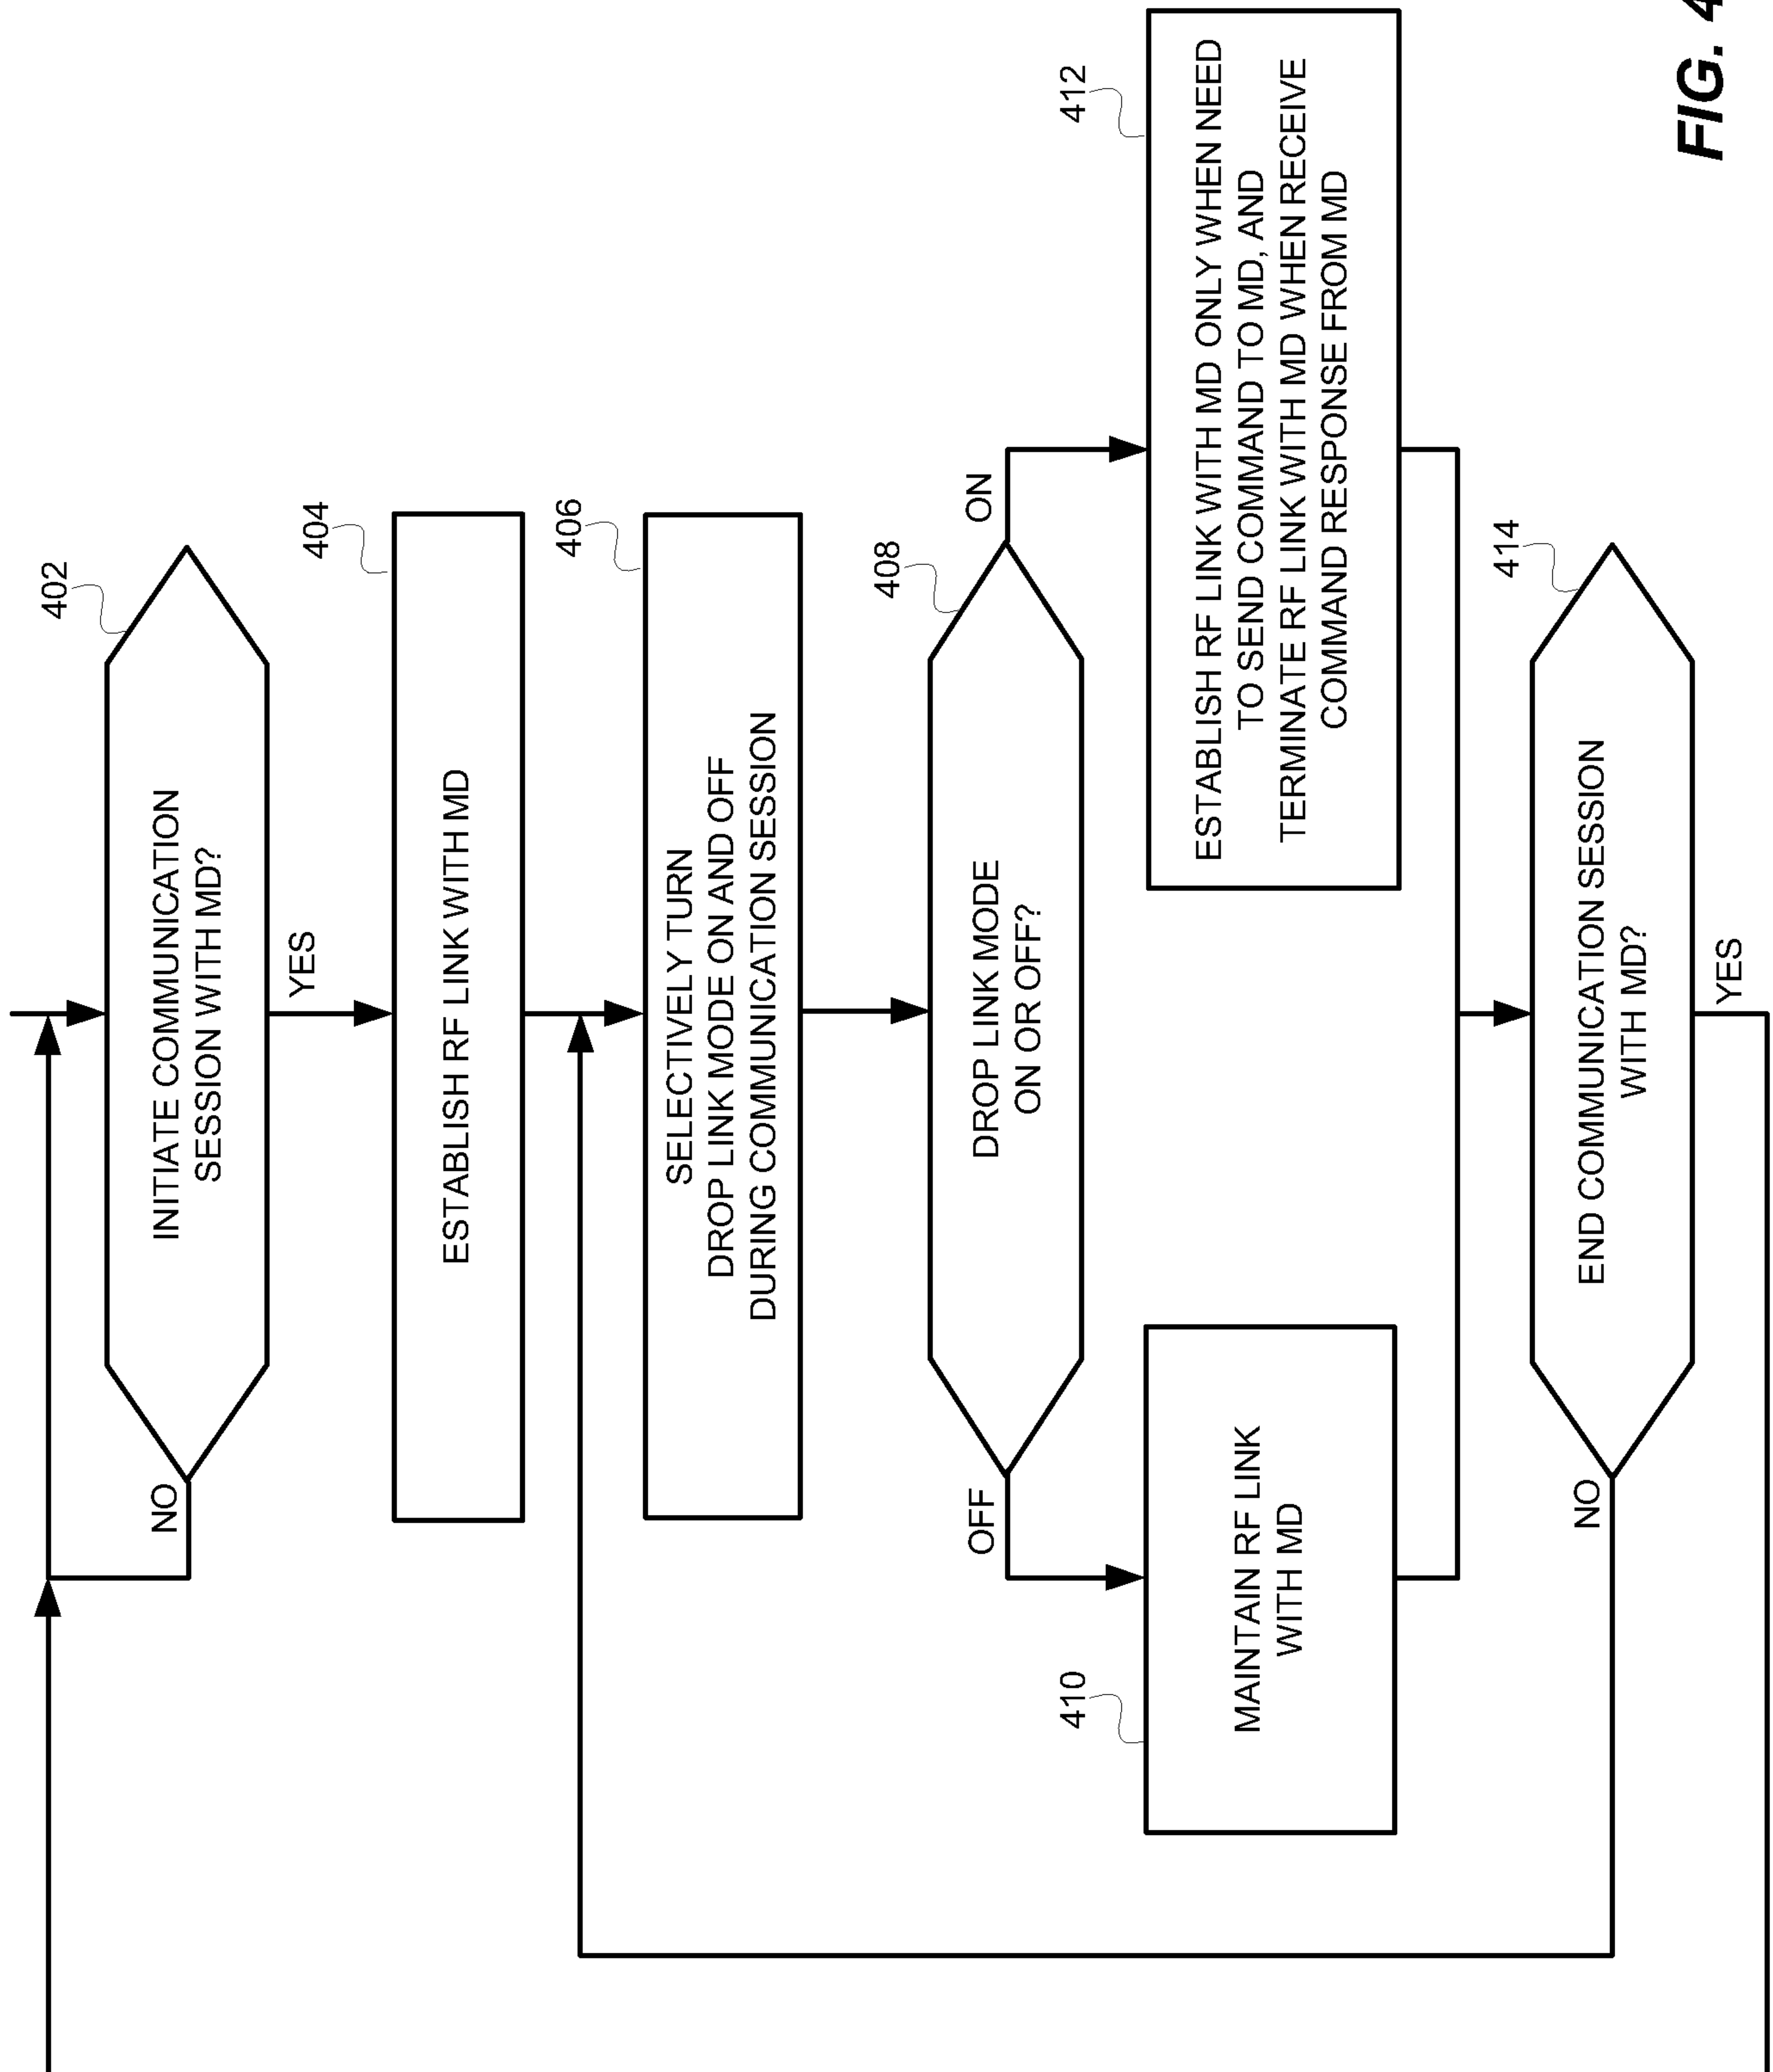 402
INITIATE COMMUNICATION
SESSION WITH MD?
NO
YES
404
ESTABLISH RF LINK WITH MD
406
SELECTIVELY TURN
DROP LINK MODE ON AND OFF
DURING COMMUNICATION SESSION
408
DROP LINK MODE
ON OR OFF?
OFF
ON
410
MAINTAIN RF LINK
WITH MD
412
ESTABLISH RF LINK WITH MD ONLY WHEN NEED
TO SEND COMMAND TO MD, AND
TERMINATE RF LINK WITH MD WHEN RECEIVE
COMMAND RESPONSE FROM MD
414
END COMMUNICATION SESSION
WITH MD?
NO
YES
FIG. 4